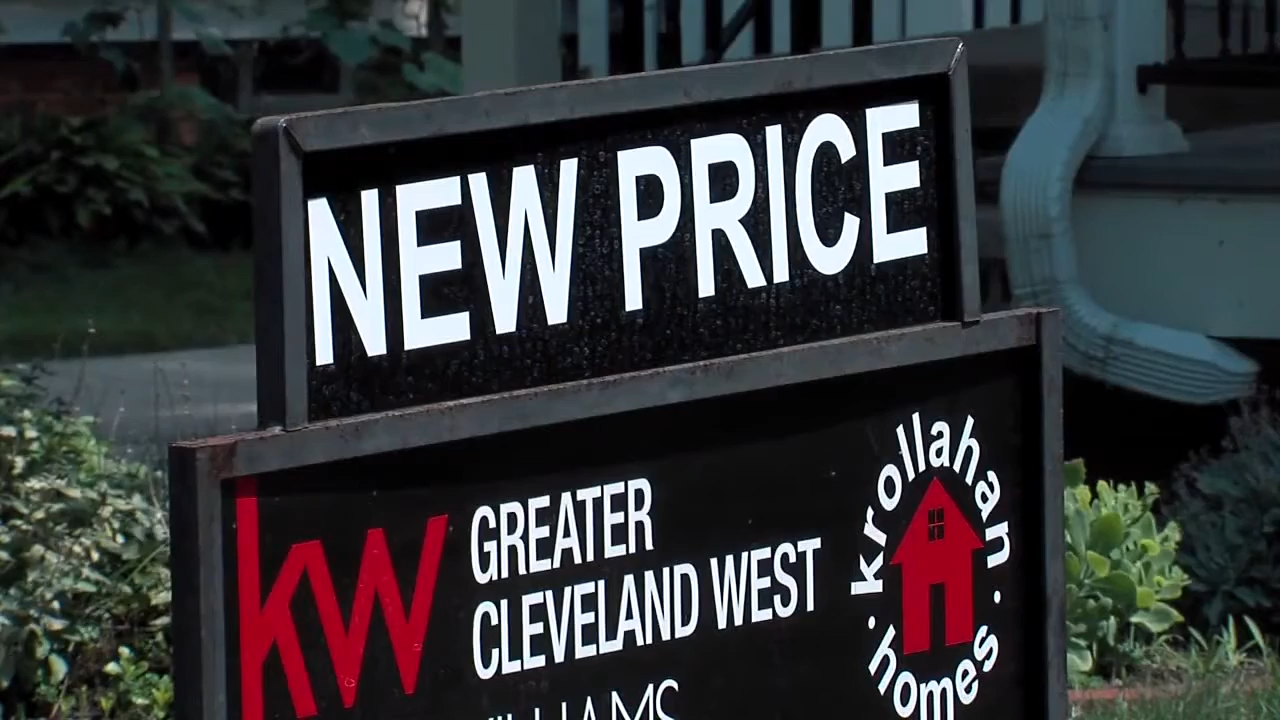 NEW PRICE
kw
GREATER
CLEVELAND WEST
krollahan
homes